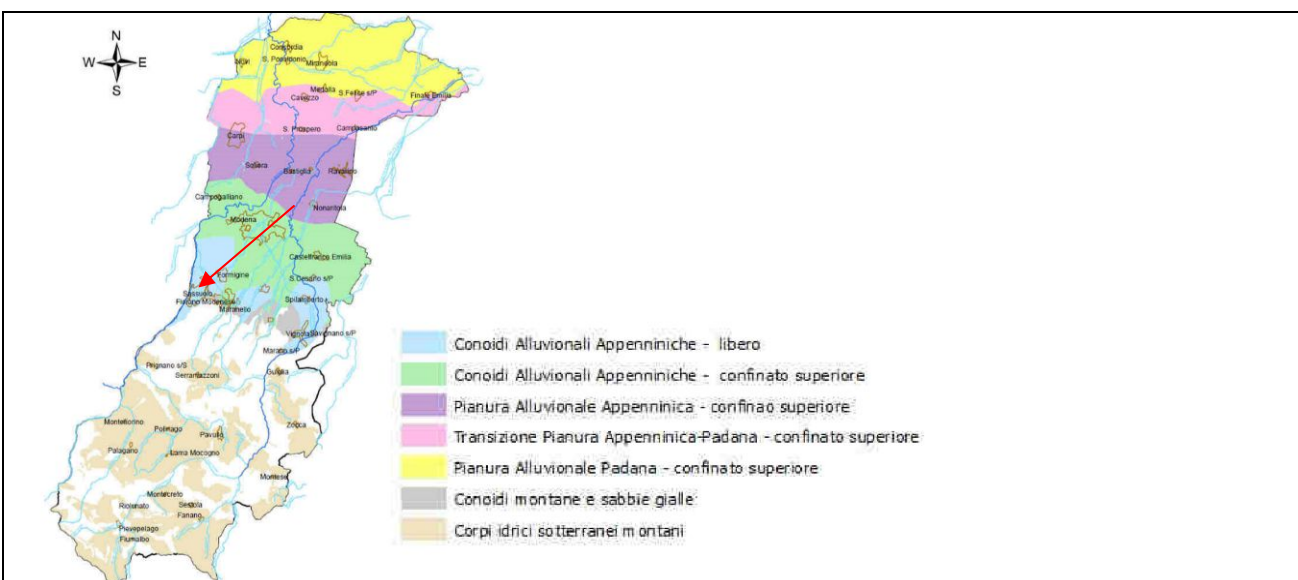 N
W E
S
Concordia
S. Possidonio
Mirandola
Medolla
Cavezzo
S.Felice s/P
Finale Emilia
S. Prospero
Camposanto
Carpi
Soliera
Bastiglia
Ravarino
Campogalliano
Nonantola
Modena
Castelfranco Emilia
Formigine
S.Cesario s/P
Sassuolo
Fiorano Modenese
Spilamberto
Maranello
Vignola
Savignano s/P
Marano s/P
Prignano s/S
Serramazzoni
Guiglia
Montefiorino
Polinago
Pavullo
Zocca
Palagano
Lama Mocogno
Montese
Montecreto
Riolunato
Sestola
Fanano
Pievepelago
Fiumalbo
Conoidi Alluvionali Appenniniche - libero
Conoidi Alluvionali Appenniniche - confinato superiore
Pianura Alluvionale Appenninica - confinao superiore
Transizione Pianura Appenninica-Padana - confinato superiore
Pianura Alluvionale Padana - confinato superiore
Conoidi montane e sabbie gialle
Corpi idrici sotterranei montani